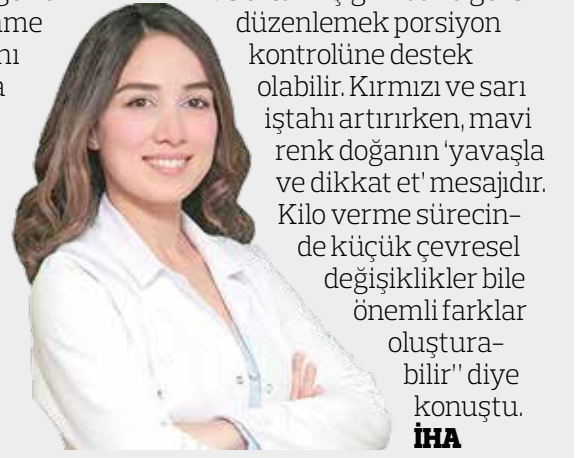 düzenlemek porsiyon
kontrolüne destek
olabilir. Kırmızı ve sarı
iştahı artırırken, mavi
renk doğanın ‘yavaşla
ve dikkat et’ mesajıdır.
Kilo verme sürecin-
de küçük çevresel
değişiklikler bile
önemli farklar
oluştura-
bilir’’ diye
konuştu.
İHA